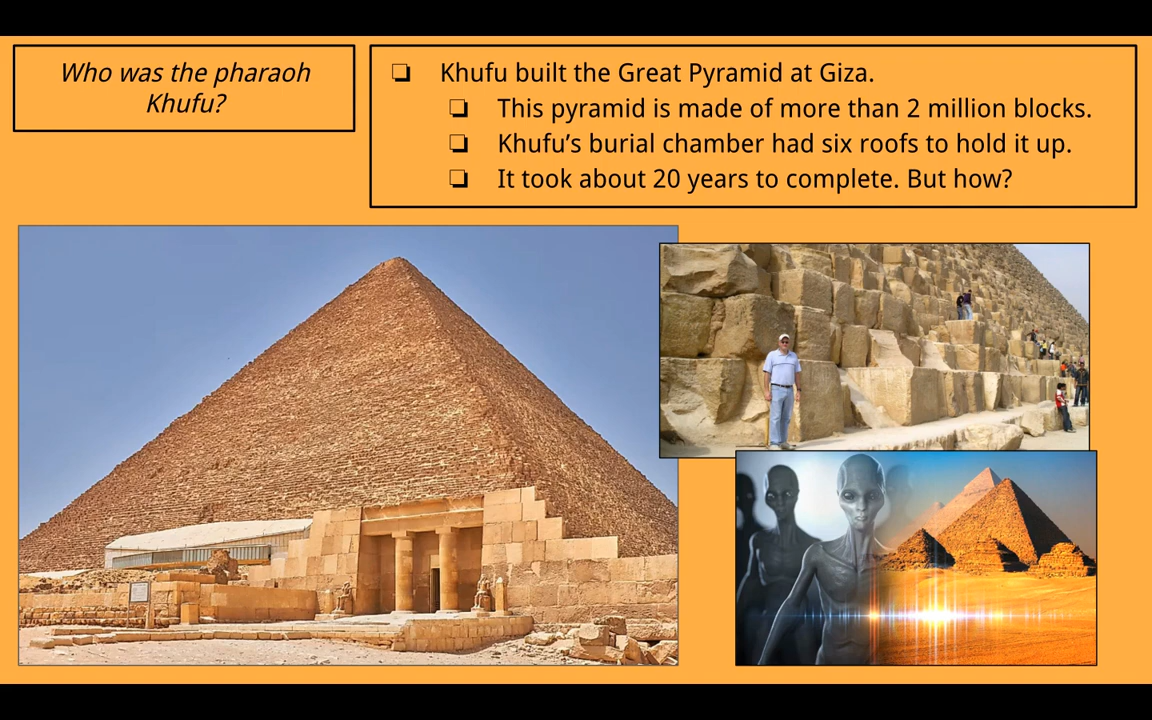 Who was the pharaoh
Khufu?
❏ Khufu built the Great Pyramid at Giza.
❏ This pyramid is made of more than 2 million blocks.
❏ Khufu’s burial chamber had six roofs to hold it up.
❏ It took about 20 years to complete. But how?